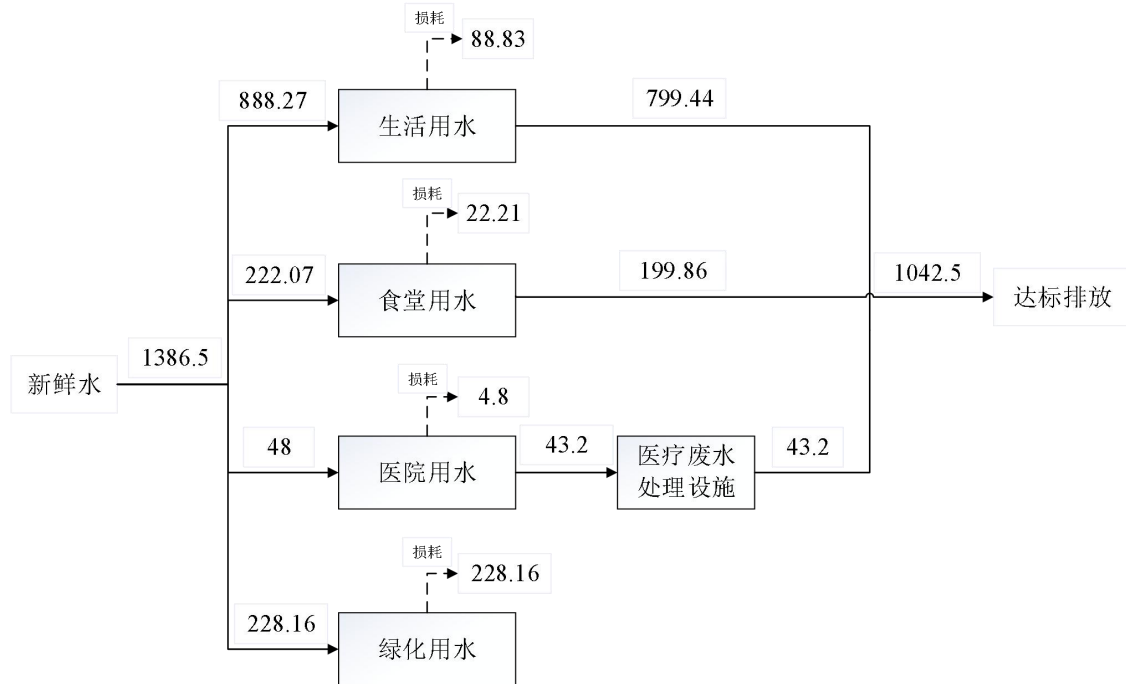 损耗
88.83
888.27
799.44
生活用水
损耗
22.21
222.07
199.86
1042.5
食堂用水
达标排放
1386.5
新鲜水
损耗
4.8
48
43.2
43.2
医院用水
医疗废水
处理设施
损耗
228.16
228.16
绿化用水